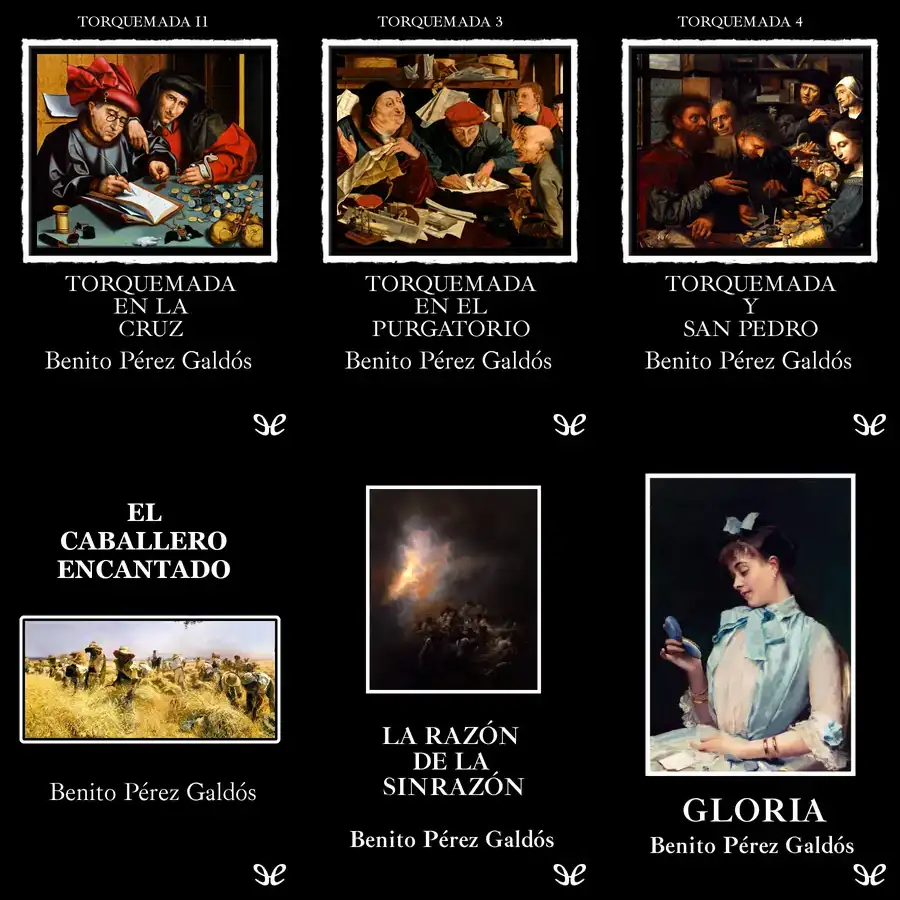 TORQUEMADA II
TORQUEMADA
EN LA
CRUZ
Benito Pérez Galdós
TORQUEMADA 3
TORQUEMADA
EN EL
PURGATORIO
Benito Pérez Galdós
TORQUEMADA 4
TORQUEMADA
Y
SAN PEDRO
Benito Pérez Galdós
EL
CABALLERO
ENCANTADO
Benito Pérez Galdós
LA RAZÓN
DE LA
SINRAZÓN
Benito Pérez Galdós
GLORIA
Benito Pérez Galdós